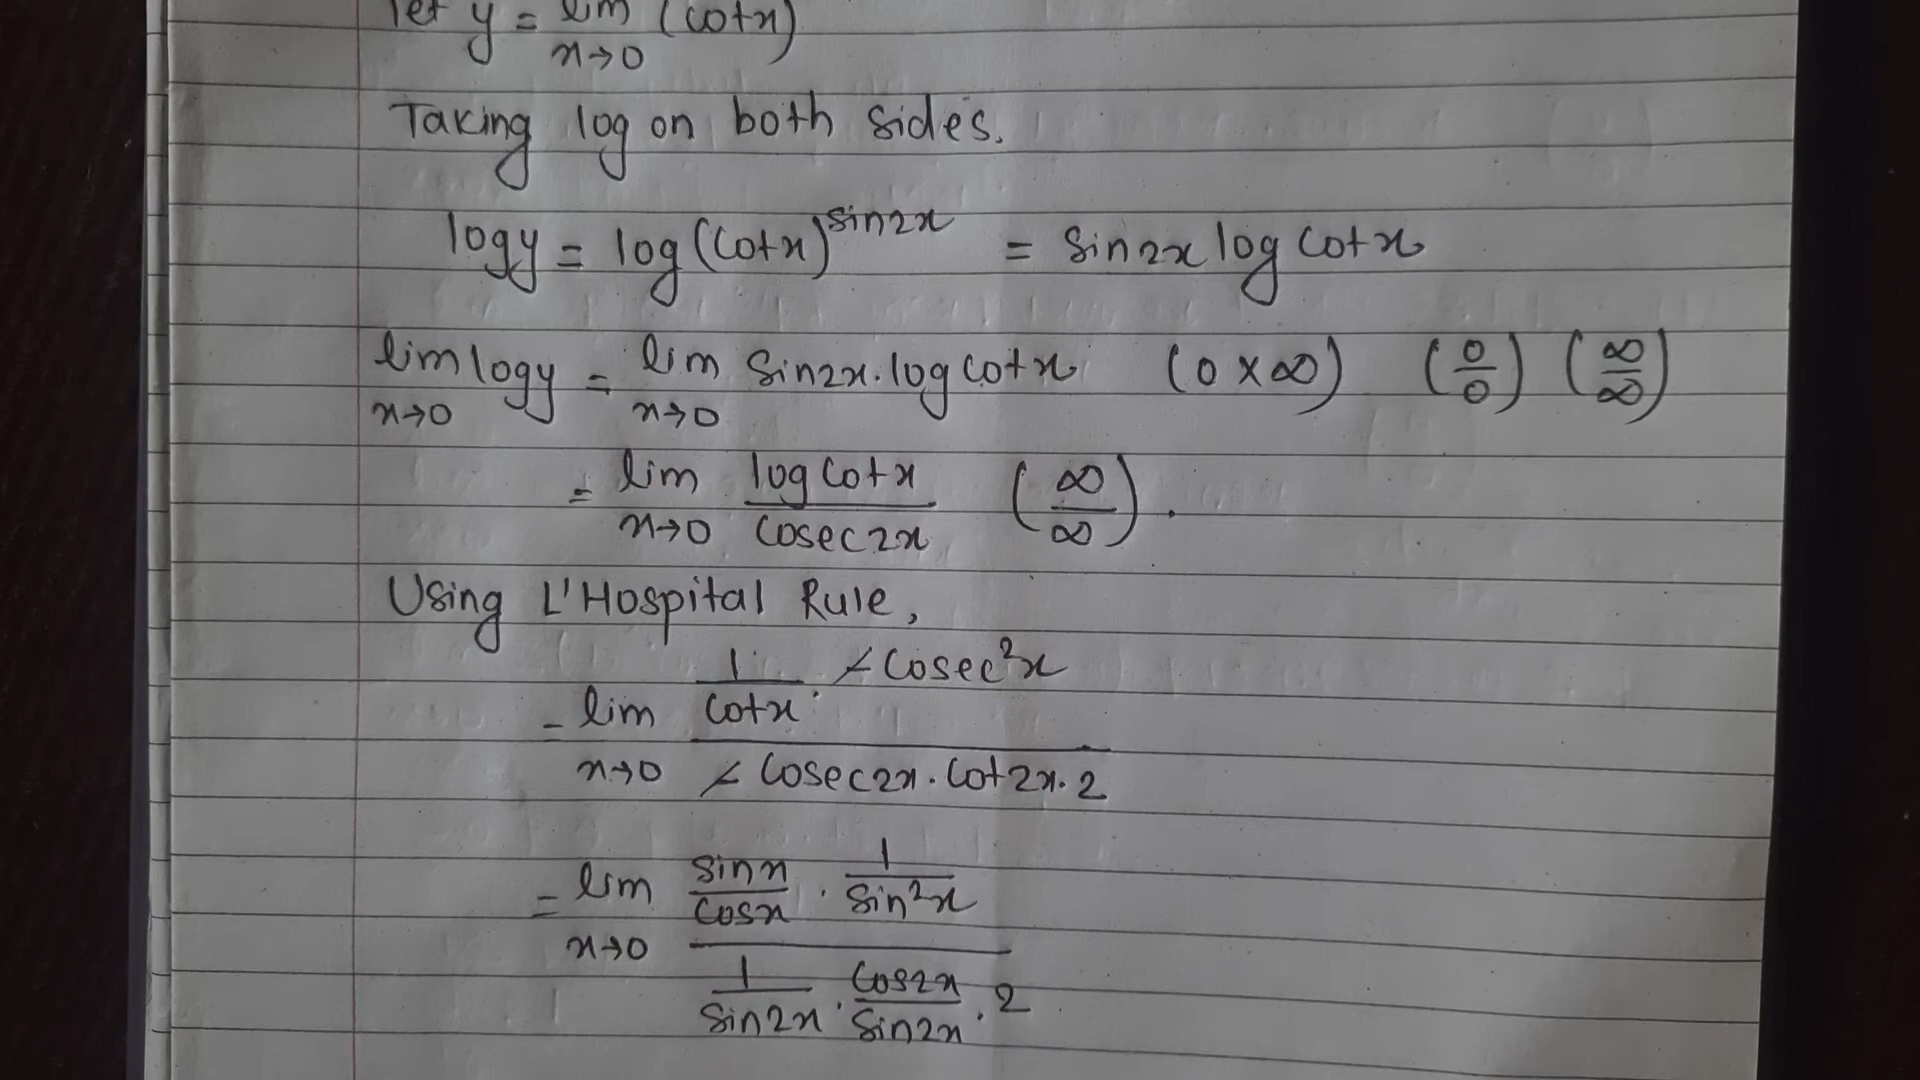 let y = lim (cotx)
x→0
Taking log on both sides.
logy = log(cotx)^sin2x = sin2x log cotx
lim logy = lim sin2x.log cotx (0×∞) (0/0) (∞/∞)
x→0 x→0
= lim log cotx / cosec2x (∞/∞).
x→0
Using L'Hospital Rule,
= lim 1/cotx . -cosec²x / -cosec2x.cot2x.2
x→0
= lim sinx/cosx . 1/sin²x / 1/sin2x . cos2x/sin2x . 2
x→0